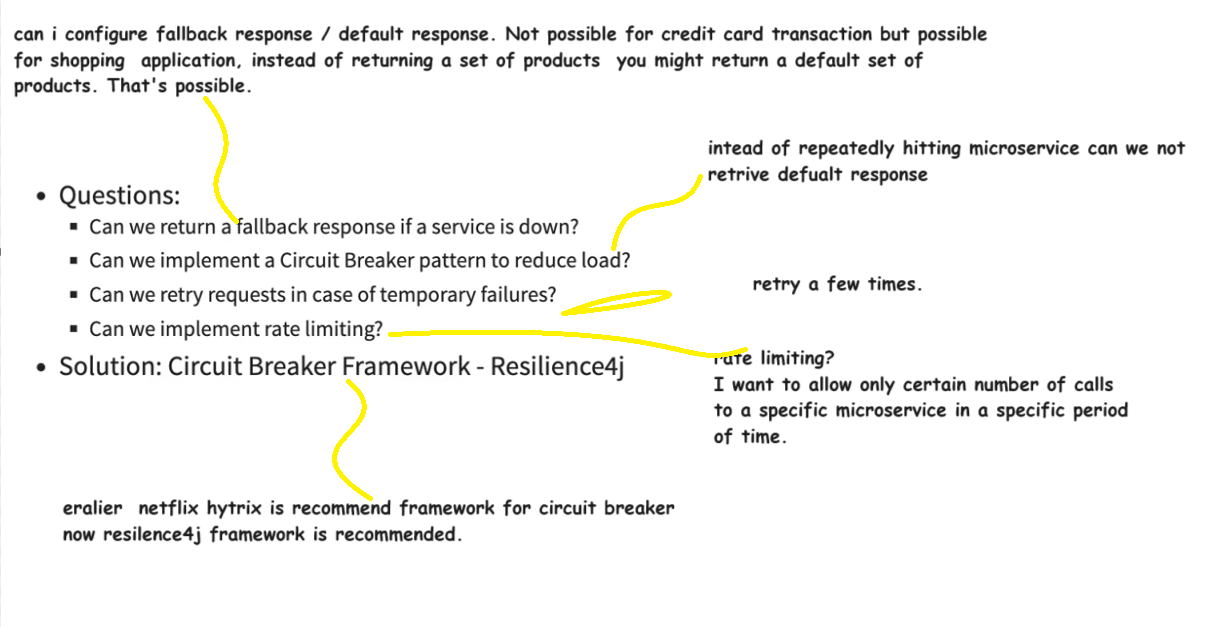 can i configure fallback response / default response. Not possible for credit card transaction but possible
for shopping application, instead of returning a set of products you might return a default set of
products. That's possible.
intead of repeatedly hitting microservice can we not
retrive defualt response
• Questions:
▪ Can we return a fallback response if a service is down?
▪ Can we implement a Circuit Breaker pattern to reduce load?
▪ Can we retry requests in case of temporary failures?
retry a few times.
▪ Can we implement rate limiting?
rate limiting?
I want to allow only certain number of calls
to a specific microservice in a specific period
of time.
• Solution: Circuit Breaker Framework - Resilience4j
eralier netflix hytrix is recommend framework for circuit breaker
now resilence4j framework is recommended.